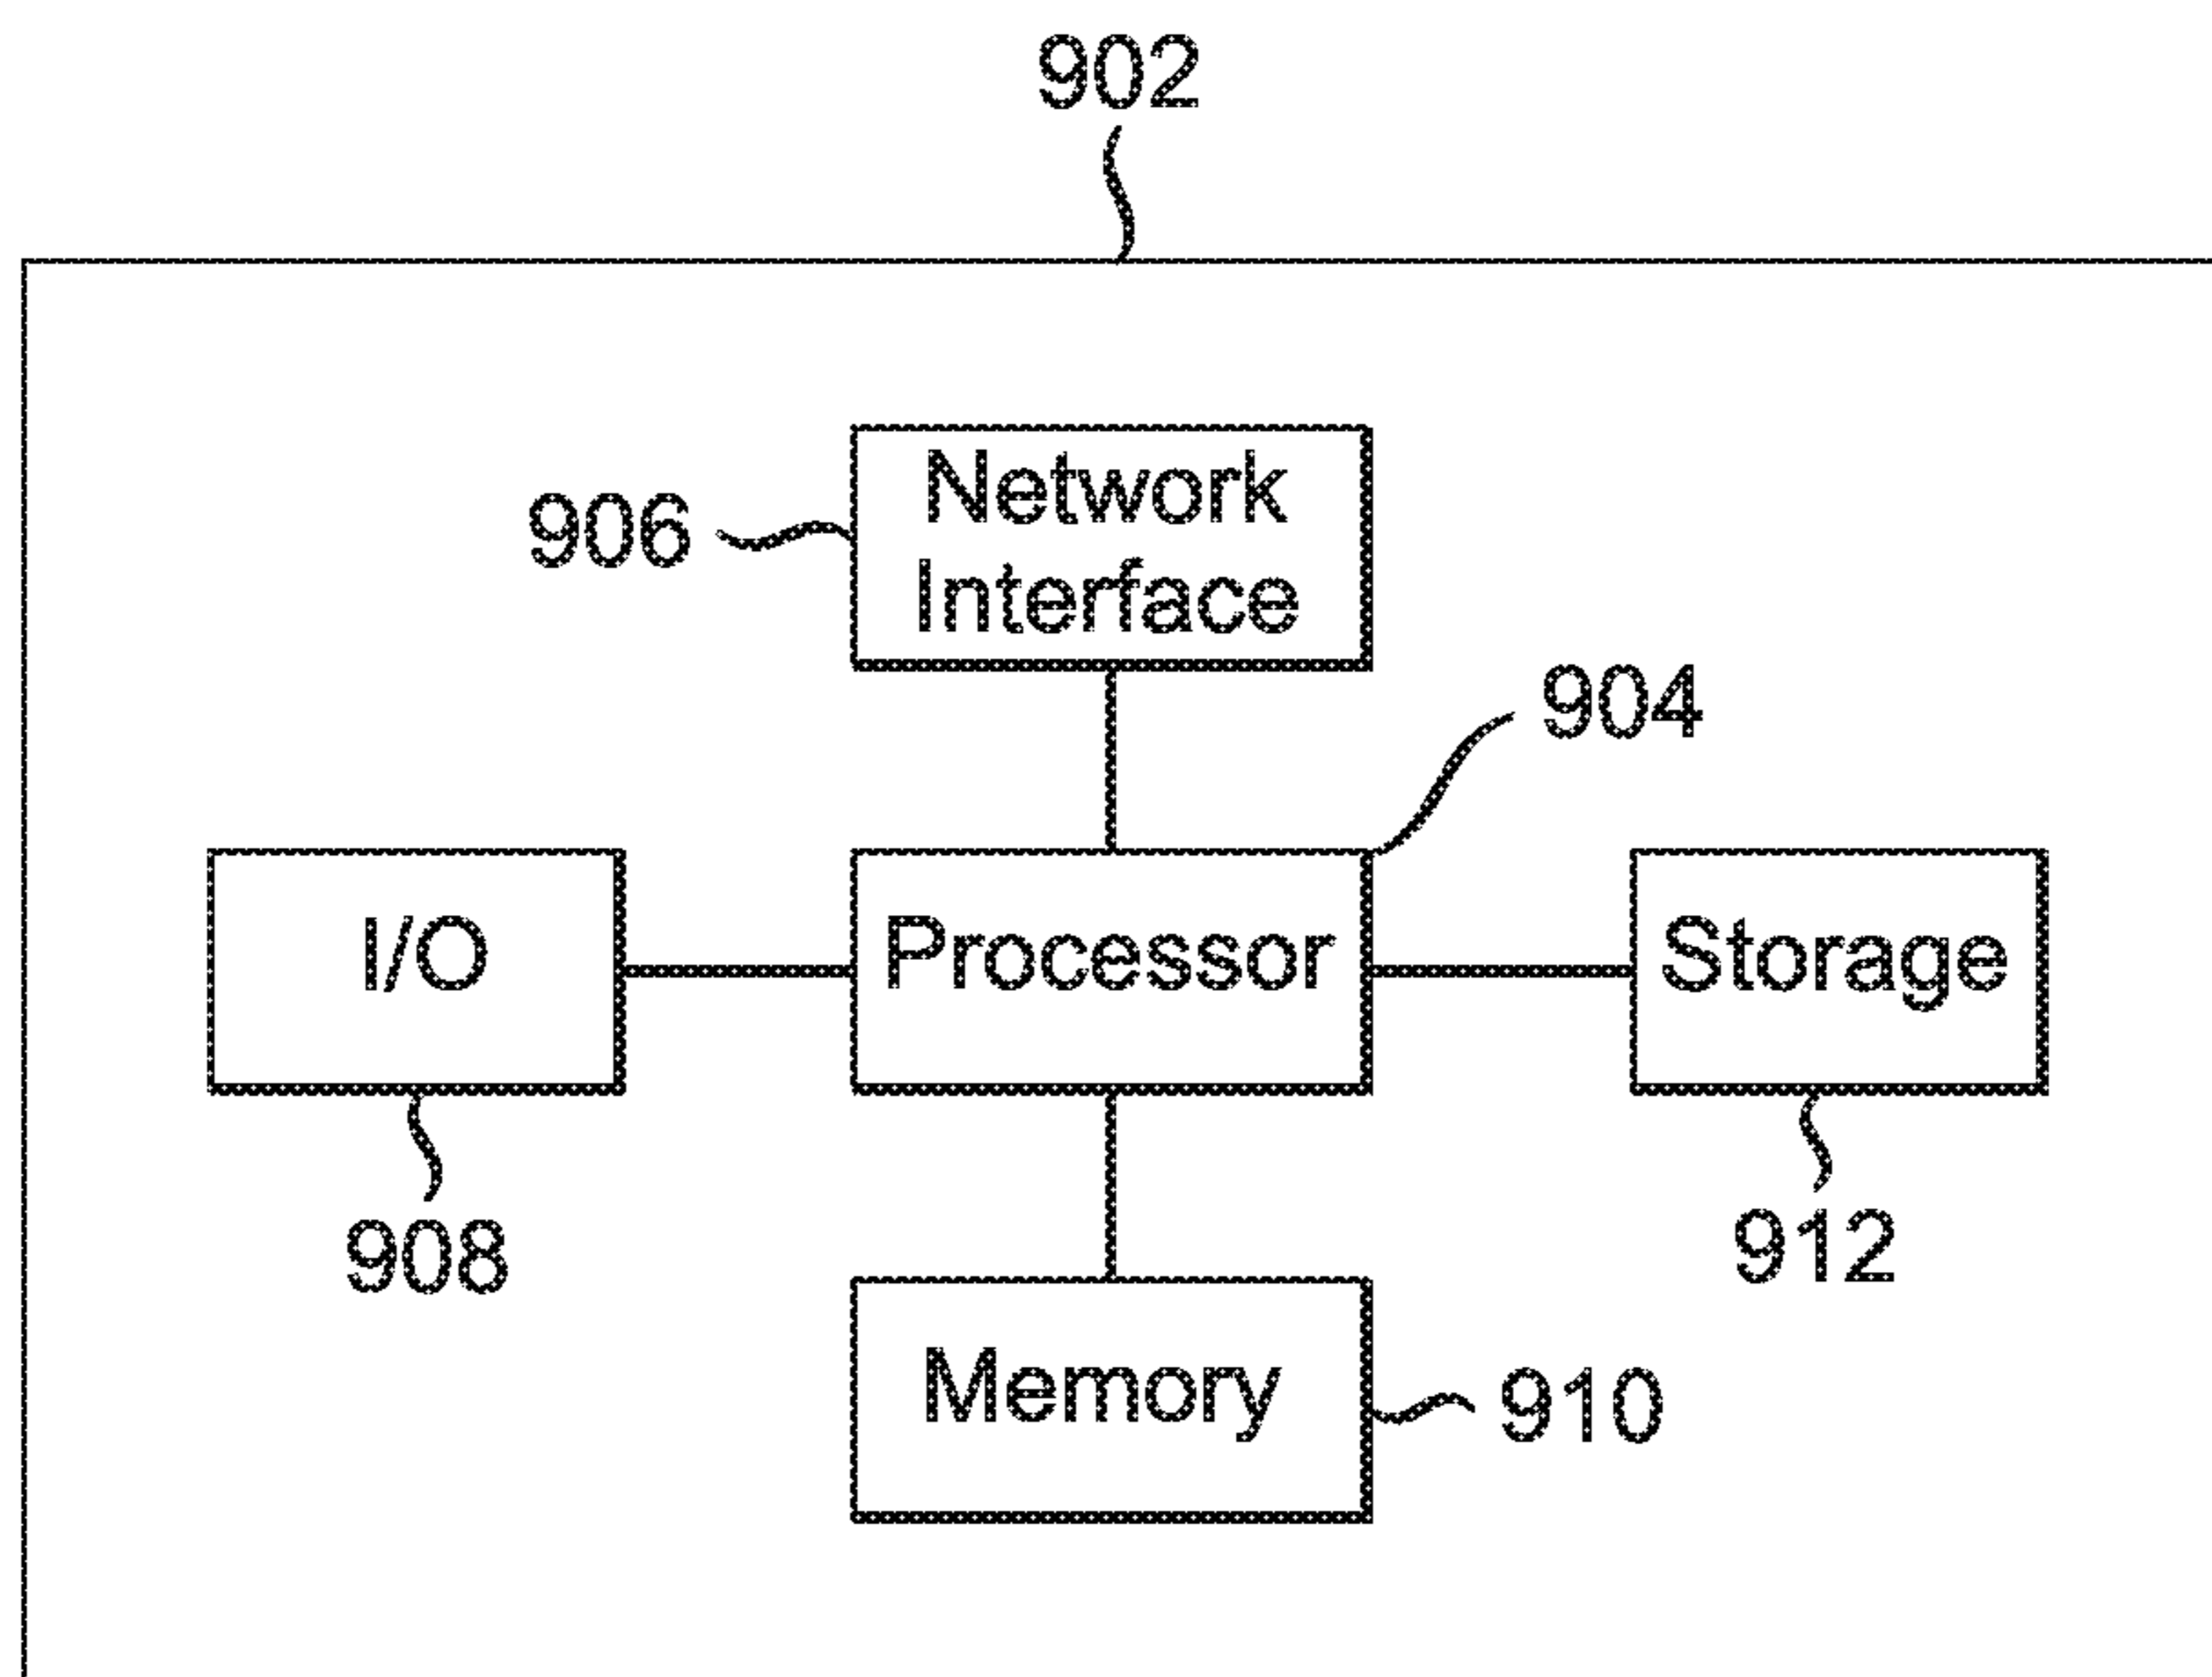 902
Network
Interface
906
904
I/O
Processor
Storage
908
912
Memory
910